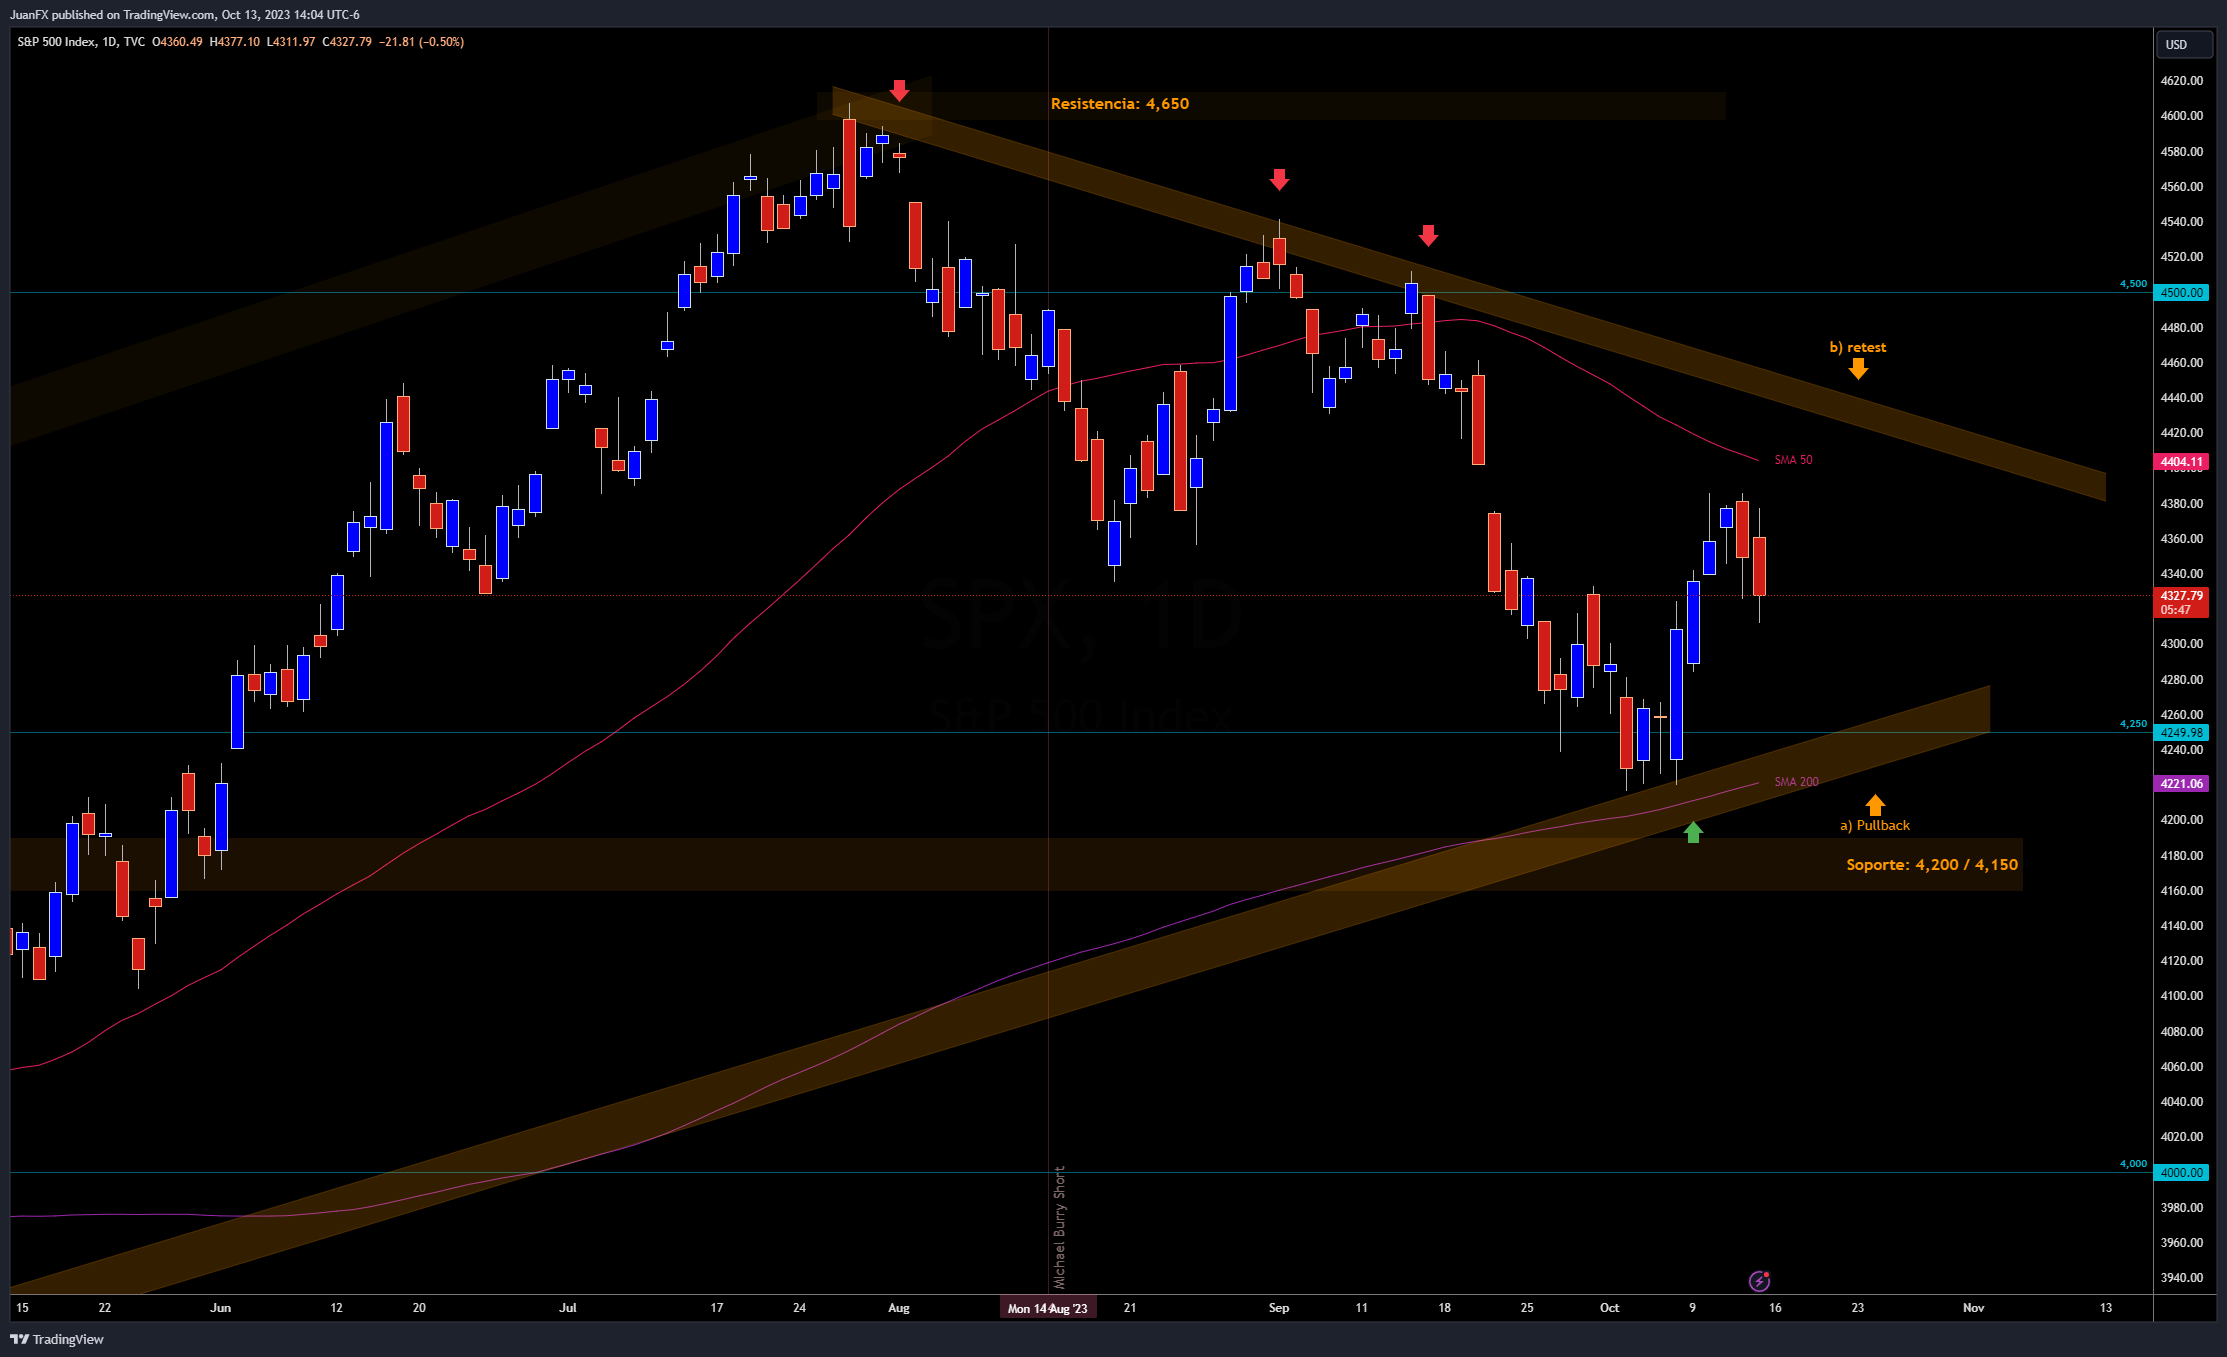 JuanFX published on TradingView.com, Oct 13, 2023 14:04 UTC-6
S&P 500 Index, 1D, TVC O4360.49 H4377.10 L4311.97 C4327.79 −21.81 (−0.50%)
USD
4620.00
Resistencia: 4,650
4600.00
4580.00
4560.00
4540.00
4520.00
4,500
4500.00
4480.00
b) retest
4460.00
4440.00
4420.00
SMA 50
4404.11
4380.00
4360.00
4340.00
SPX, 1D
4327.79
05:47
4300.00
4280.00
S&P 500 Index
4260.00
4,250
4249.98
4240.00
SMA 200
4221.06
a) Pullback
4200.00
Soporte: 4,200 / 4,150
4180.00
4160.00
4140.00
4120.00
4100.00
4080.00
4060.00
4040.00
4020.00
4,000
4000.00
Michael Burry Short
3980.00
3960.00
3940.00
15 22 Jun 12 20 Jul 17 24 Aug Mon 14 Aug '23 21 Sep 11 18 25 Oct 9 16 23 Nov 13
TradingView